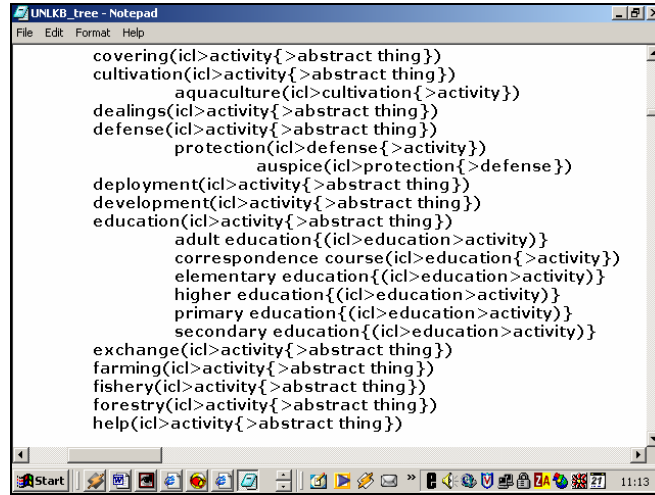 UNLKB_tree - Notepad
File Edit Format Help
covering(icl>activity{>abstract thing})
cultivation(icl>activity{>abstract thing})
aquaculture(icl>cultivation{>activity})
dealings(icl>activity{>abstract thing})
defense(icl>activity{>abstract thing})
protection(icl>defense{>activity})
auspice(icl>protection{>defense})
deployment(icl>activity{>abstract thing})
development(icl>activity{>abstract thing})
education(icl>activity{>abstract thing})
adult education{(icl>education>activity)}
correspondence course(icl>education{>activity})
elementary education{(icl>education>activity)}
higher education{(icl>education>activity)}
primary education{(icl>education>activity)}
secondary education{(icl>education>activity)}
exchange(icl>activity{>abstract thing})
farming(icl>activity{>abstract thing})
fishery(icl>activity{>abstract thing})
forestry(icl>activity{>abstract thing})
help(icl>activity{>abstract thing})
Start » ZA 21 11:13